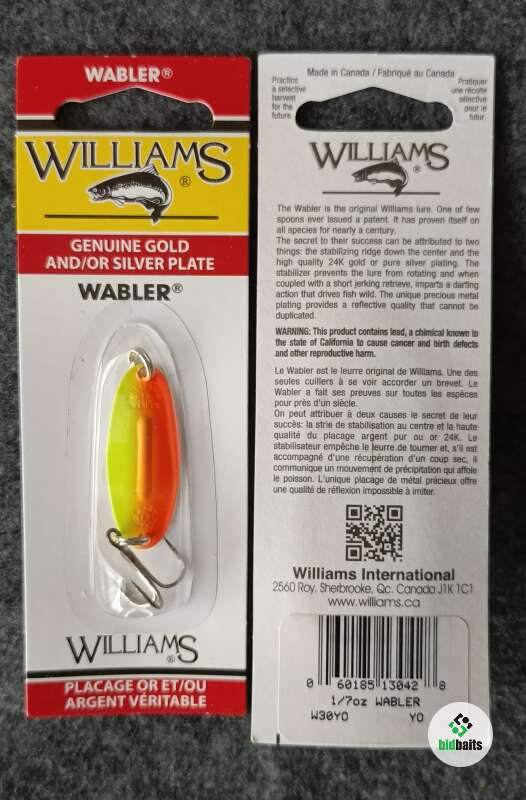 WABLER®
WILLIAMS
®
GENUINE GOLD
AND/OR SILVER PLATE
WABLER®
WILLIAMS
®
PLACAGE OR ET/OU
ARGENT VÉRITABLE
Made in Canada / Fabriqué au Canada
Practice
a selective
harvest
for the
future.
Pratiquer
une récolte
sélective
pour le
futur.
WILLIAMS
®
The Wabler is the original Williams lure. One of few
spoons ever issued a patent. It has proven itself on
all species for nearly a century.
The secret to their success can be attributed to two
things: the stabilizing ridge down the center and the
high quality 24K gold or pure silver plating. The
stabilizer prevents the lure from rotating and when
coupled with a short jerking retrieve, imparts a darting
action that drives fish wild. The unique precious metal
plating provides a reflective quality that cannot be
duplicated.
WARNING: This product contains lead, a chimical known to
the state of California to cause cancer and birth defects
and other reproductive harm.
Le Wabler est le leurre original de Williams. Une des
seules cuillers à se voir accorder un brevet. Le
Wabler a fait ses preuves sur toutes les espèces
pour près d'un siècle.
On peut attribuer à deux causes le secret de leur
succès: la strie de stabilisation au centre et la haute
qualité du placage argent pur ou or 24K. Le
stabilisateur empêche le leurre de tourner et, s'il est
accompagné d'une récupération d'un coup sec, il
communique un mouvement de précipitation qui affole
le poisson. L'unique placage de métal précieux offre
une qualité de réflexion impossible à imiter.
Williams International
2560 Roy, Sherbrooke, Qc. Canada J1K 1C1
www.williams.ca
0 60185 13042 8
1/7oz WABLER
W30YO YO
bidbaits